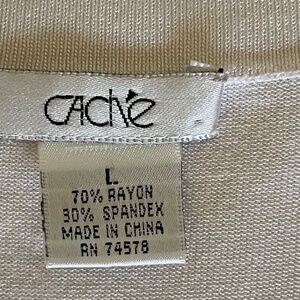 CAChé
L
70% RAYON
30% SPANDEX
MADE IN CHINA
RN 74578